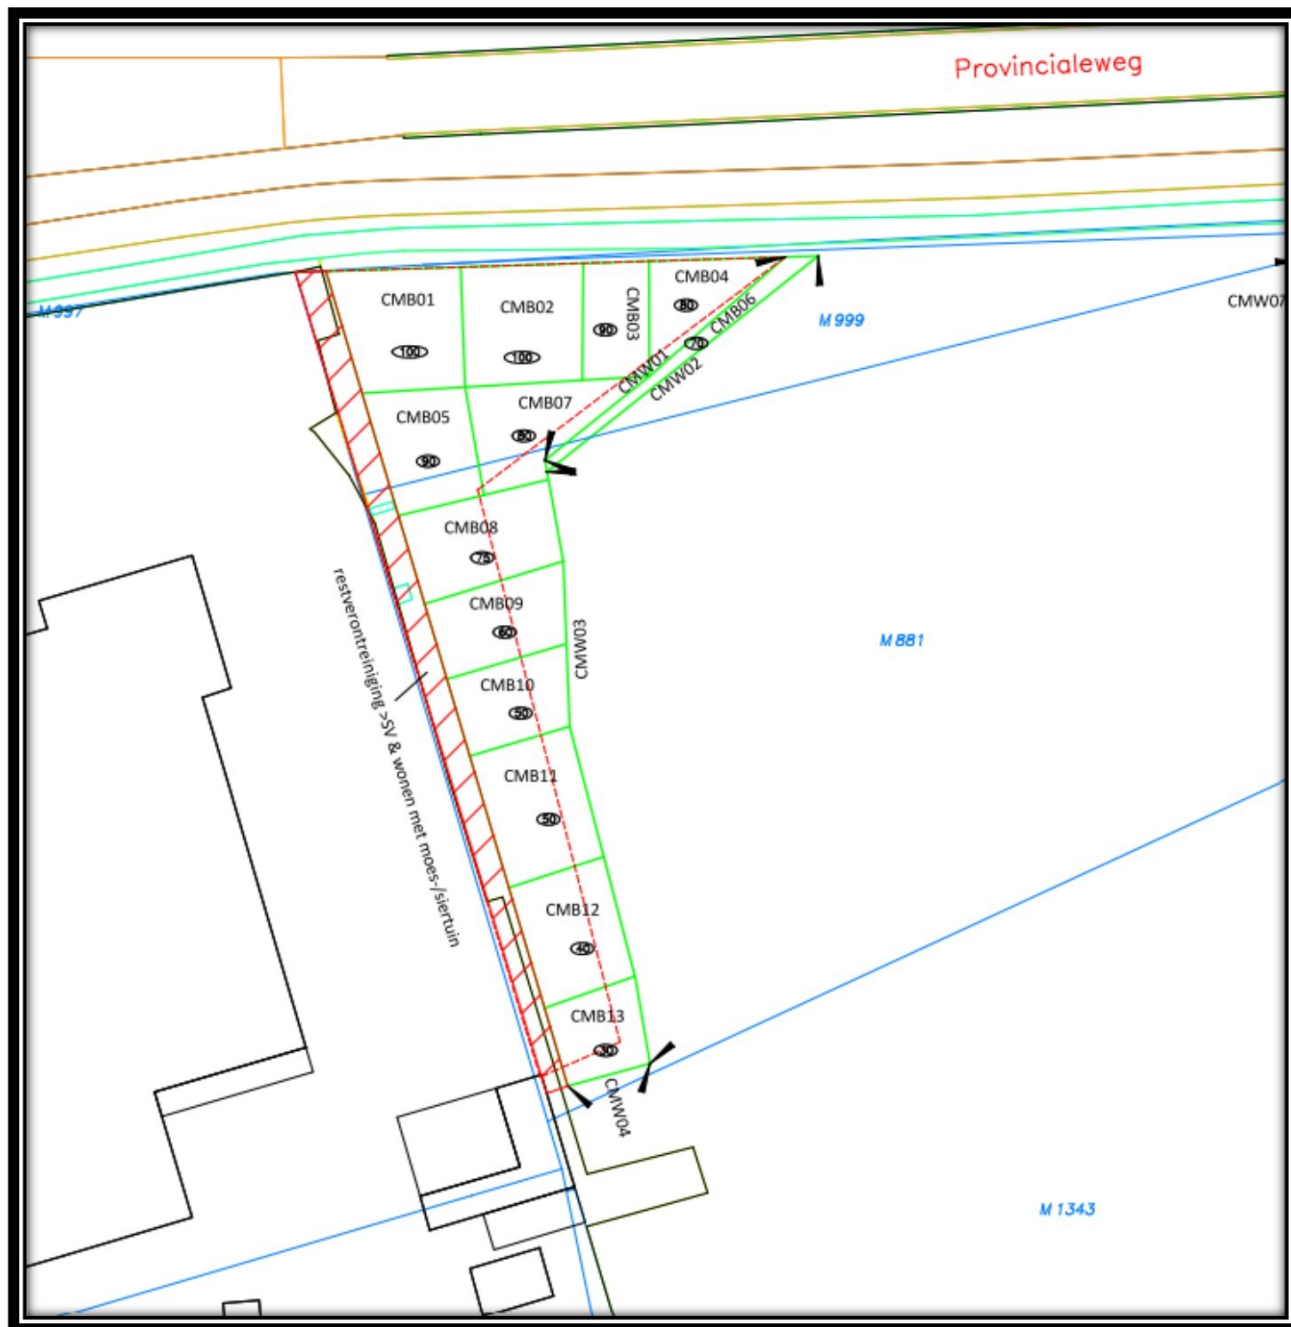 Provincialeweg
M 997
CMB01
100
CMB02
100
CMB03
90
CMB04
80
CMB06
70
M 999
CMW07
CMW01
CMW02
CMB05
90
CMB07
80
CMB08
75
CMB09
60
CMW03
M 881
CMB10
50
restverontreiniging >SV & wonen met moes-/siertuin
CMB11
50
CMB12
40
CMB13
30
CMW04
M 1343